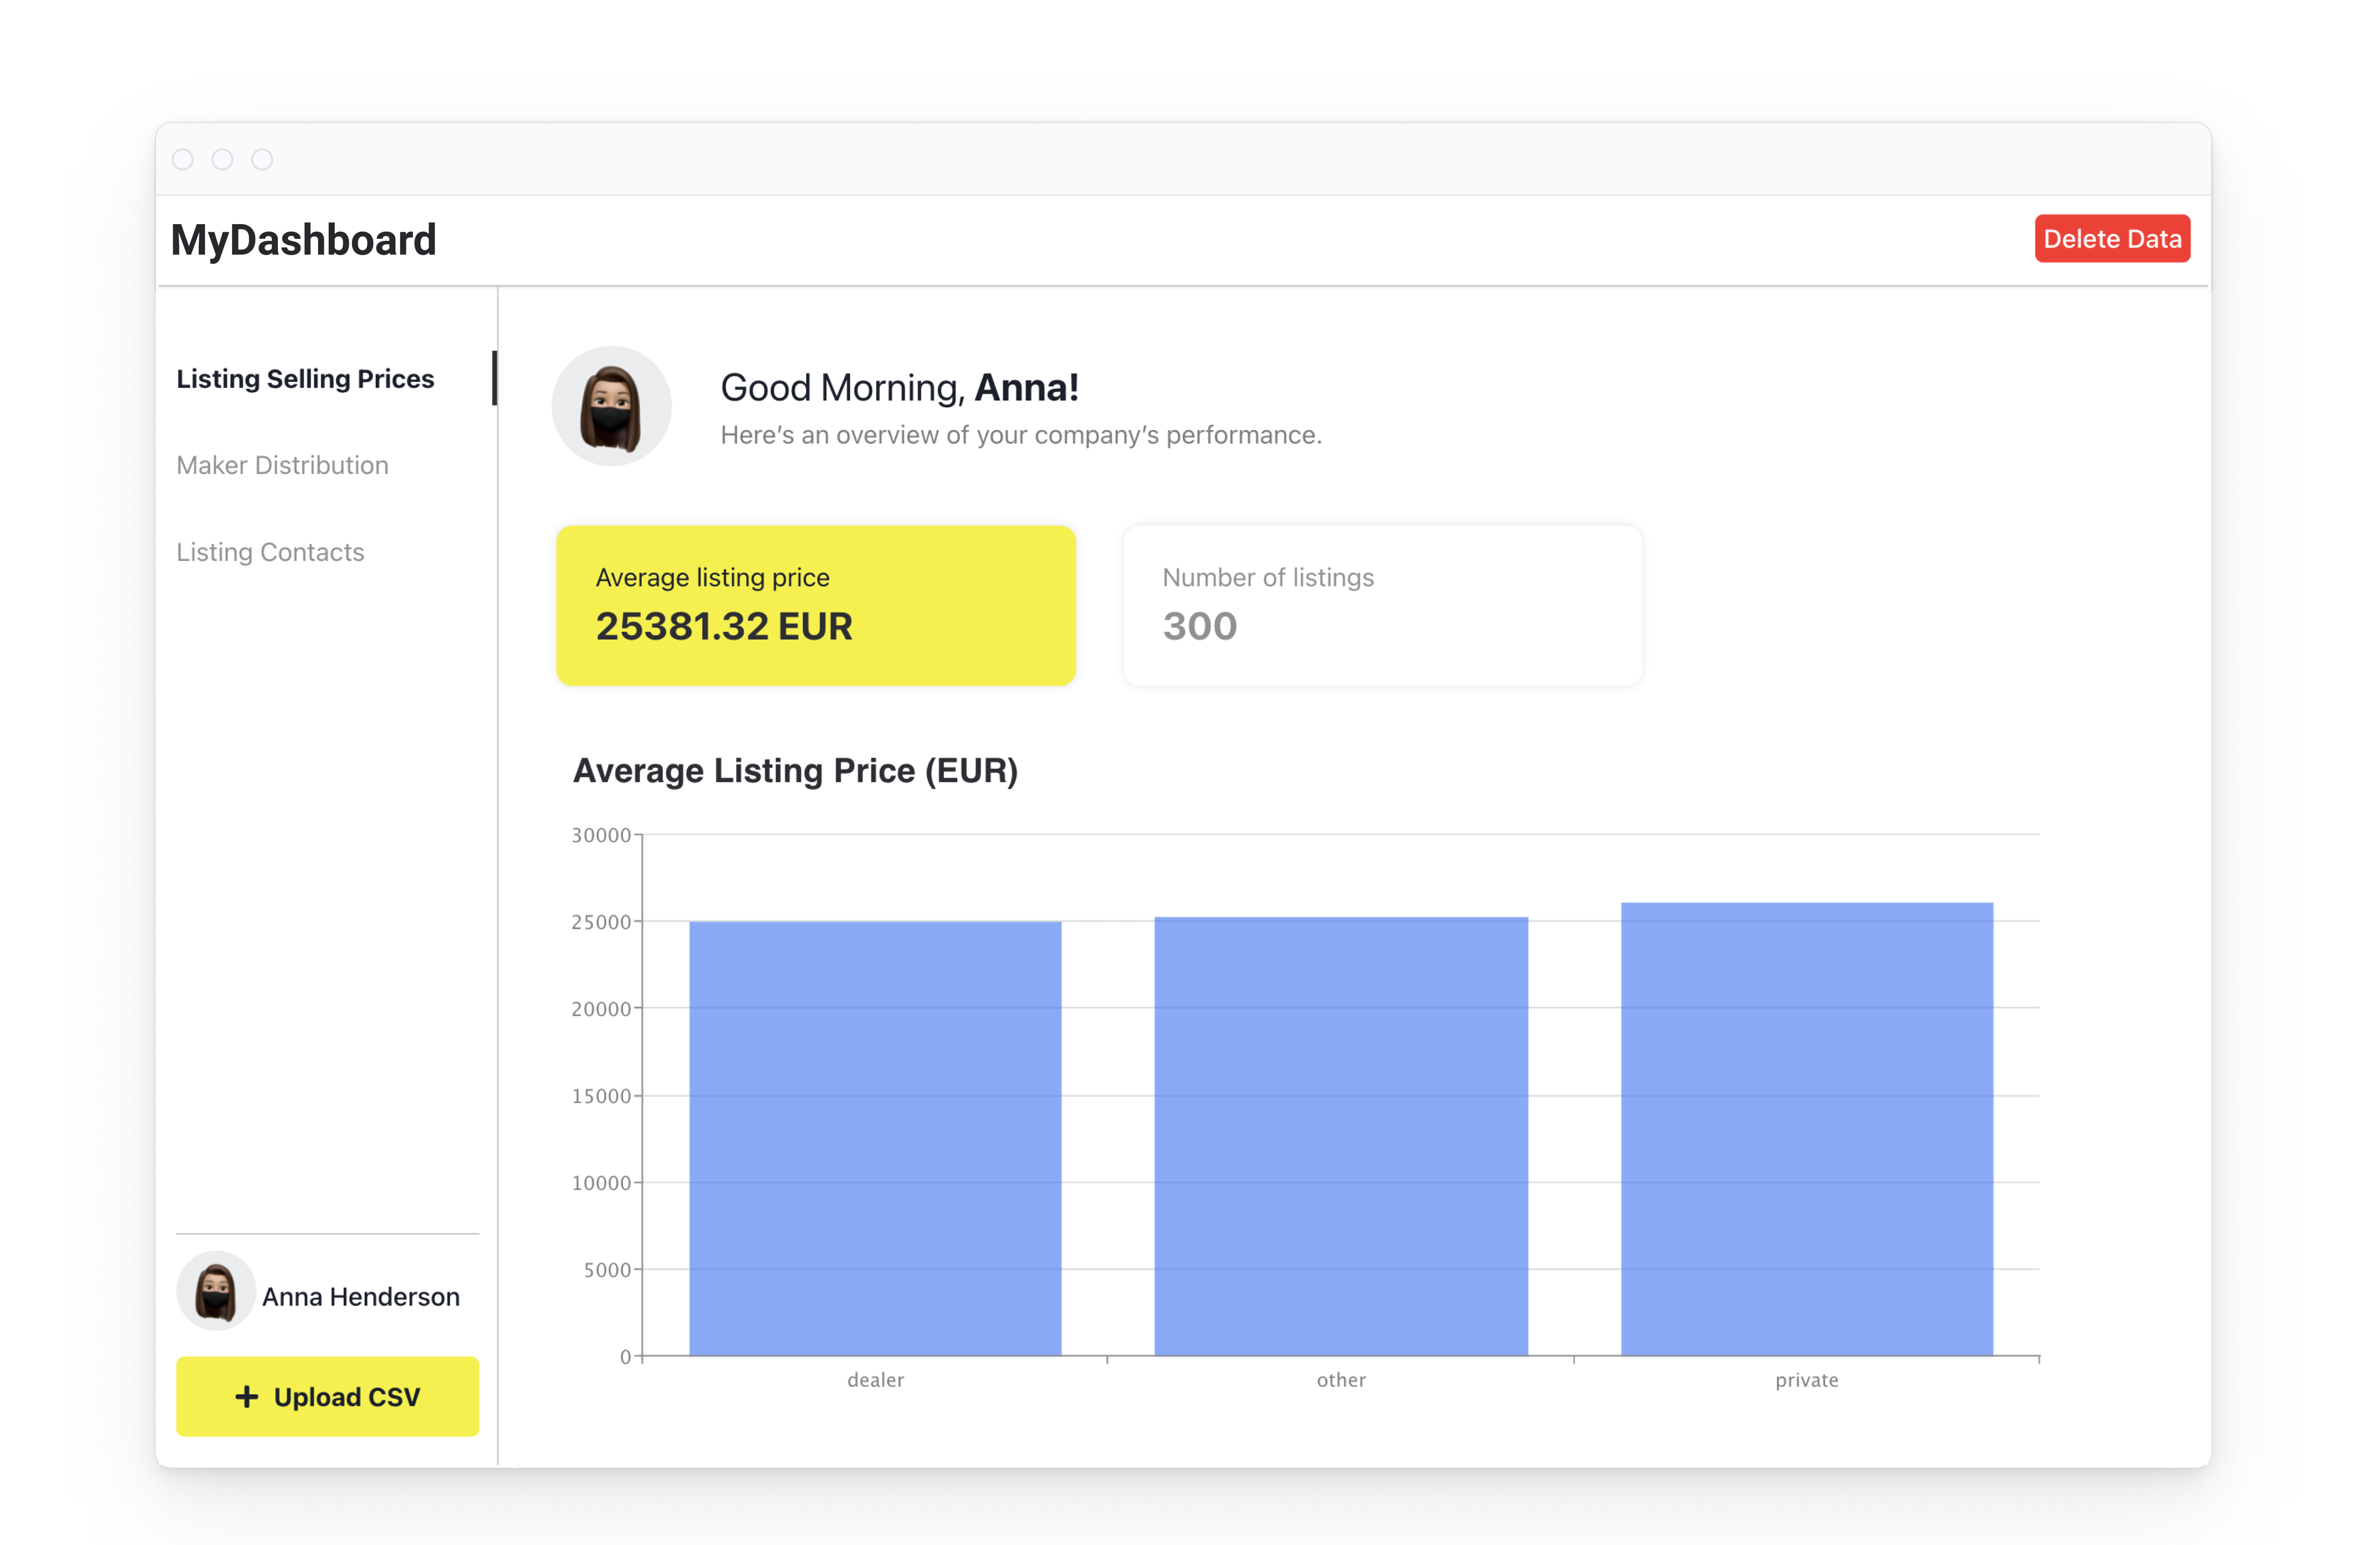 MyDashboard
Delete Data
Listing Selling Prices
Maker Distribution
Listing Contacts
Anna Henderson
+ Upload CSV
Good Morning, Anna!
Here’s an overview of your company’s performance.
Average listing price
25381.32 EUR
Number of listings
300
Average Listing Price (EUR)
30000
25000
20000
15000
10000
5000
0
dealer other private